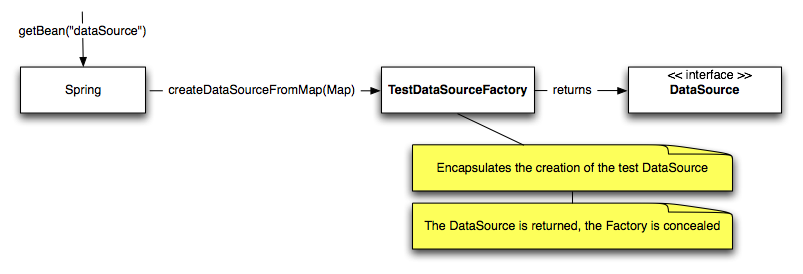 getBean("dataSource")
Spring
createDataSourceFromMap(Map)
TestDataSourceFactory
returns
<< interface >>
DataSource
Encapsulates the creation of the test DataSource
The DataSource is returned, the Factory is concealed